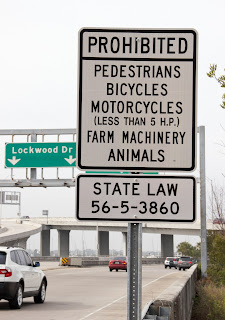 PROHIBITED
PEDESTRIANS
BICYCLES
MOTORCYCLES
(LESS THAN 5 H.P.)
FARM MACHINERY
ANIMALS
STATE LAW
56-5-3860
Lockwood Dr